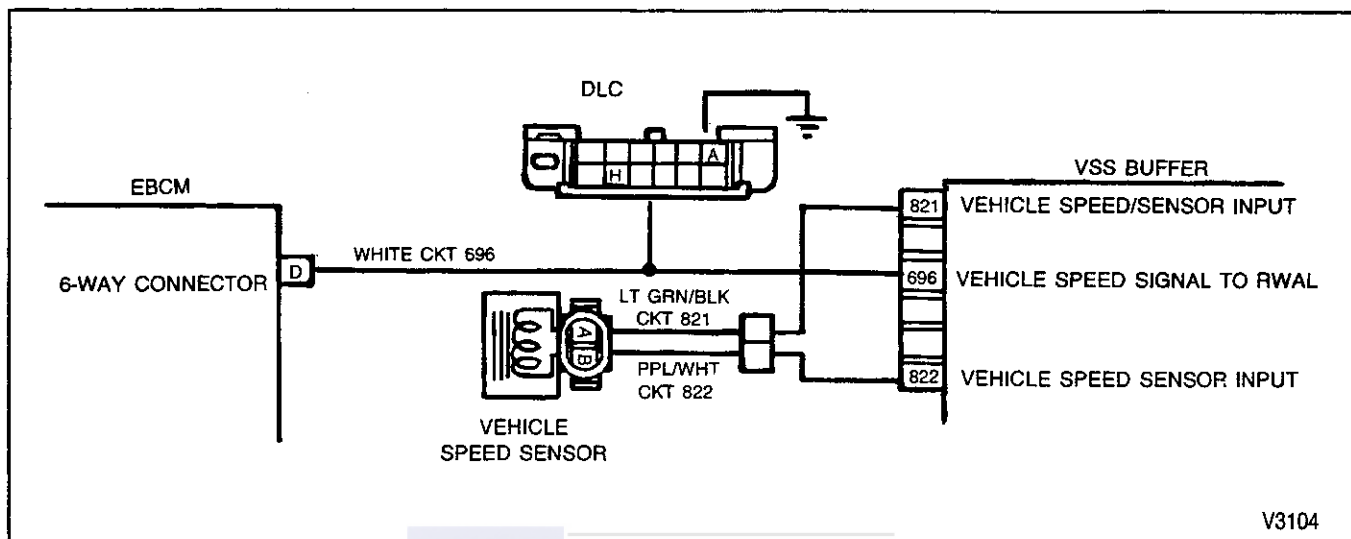 DLC
A
H
EBCM
VSS BUFFER
821
VEHICLE SPEED/SENSOR INPUT
WHITE CKT 696
D
6-WAY CONNECTOR
696
VEHICLE SPEED SIGNAL TO RWAL
LT GRN/BLK
CKT 821
A
B
PPL/WHT
CKT 822
822
VEHICLE SPEED SENSOR INPUT
VEHICLE
SPEED SENSOR
V3104